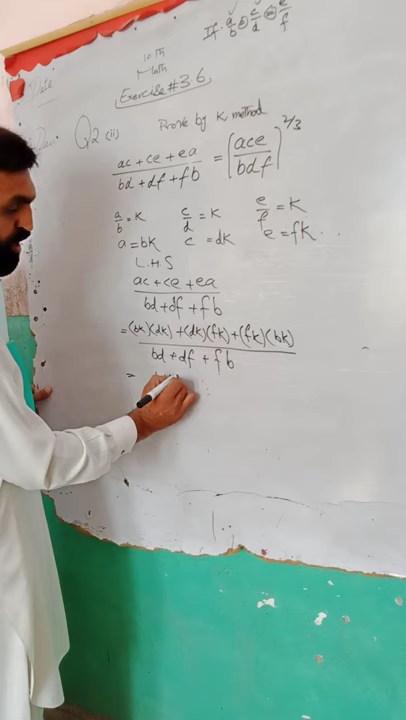 If a/b = c/d = e/f
10th
Math
Exercise #3.6
Q2 (ii) Prove by K method
ac + ce + ea / bd + df + fb = [ace / bdf]^2/3
a/b = K c/d = K e/f = K
a = bK c = dK e = fK
L.H.S
ac + ce + ea / bd + df + fb
= (bK)(dK) + (dK)(fK) + (fK)(bK) / bd + df + fb
=